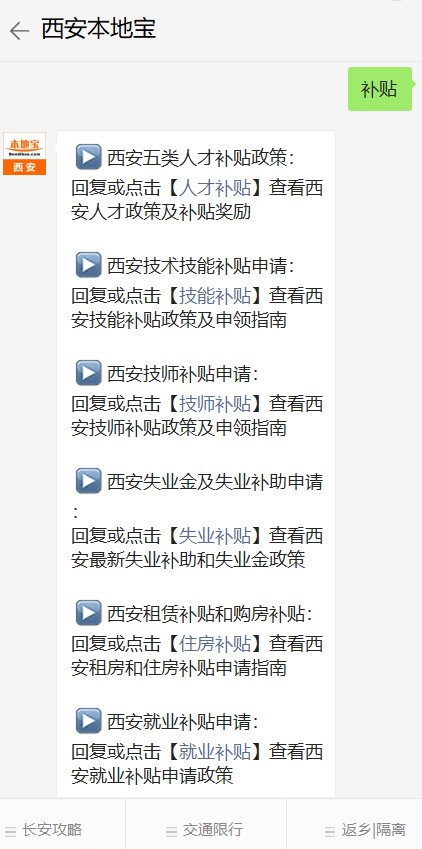 西安本地宝
补贴
本地宝
Bendibao.com
西安
西安五类人才补贴政策：
回复或点击【人才补贴】查看西
安人才政策及补贴奖励
西安技术技能补贴申请：
回复或点击【技能补贴】查看西
安技能补贴政策及申领指南
西安技师补贴申请：
回复或点击【技师补贴】查看西
安技师补贴政策及申领指南
西安失业金及失业补助申请
：
回复或点击【失业补贴】查看西
安最新失业补助和失业金政策
西安租赁补贴和购房补贴：
回复或点击【住房补贴】查看西
安租房和住房补贴申请指南
西安就业补贴申请：
回复或点击【就业补贴】查看西
安就业补贴申请政策
长安攻略
交通限行
返乡|隔离